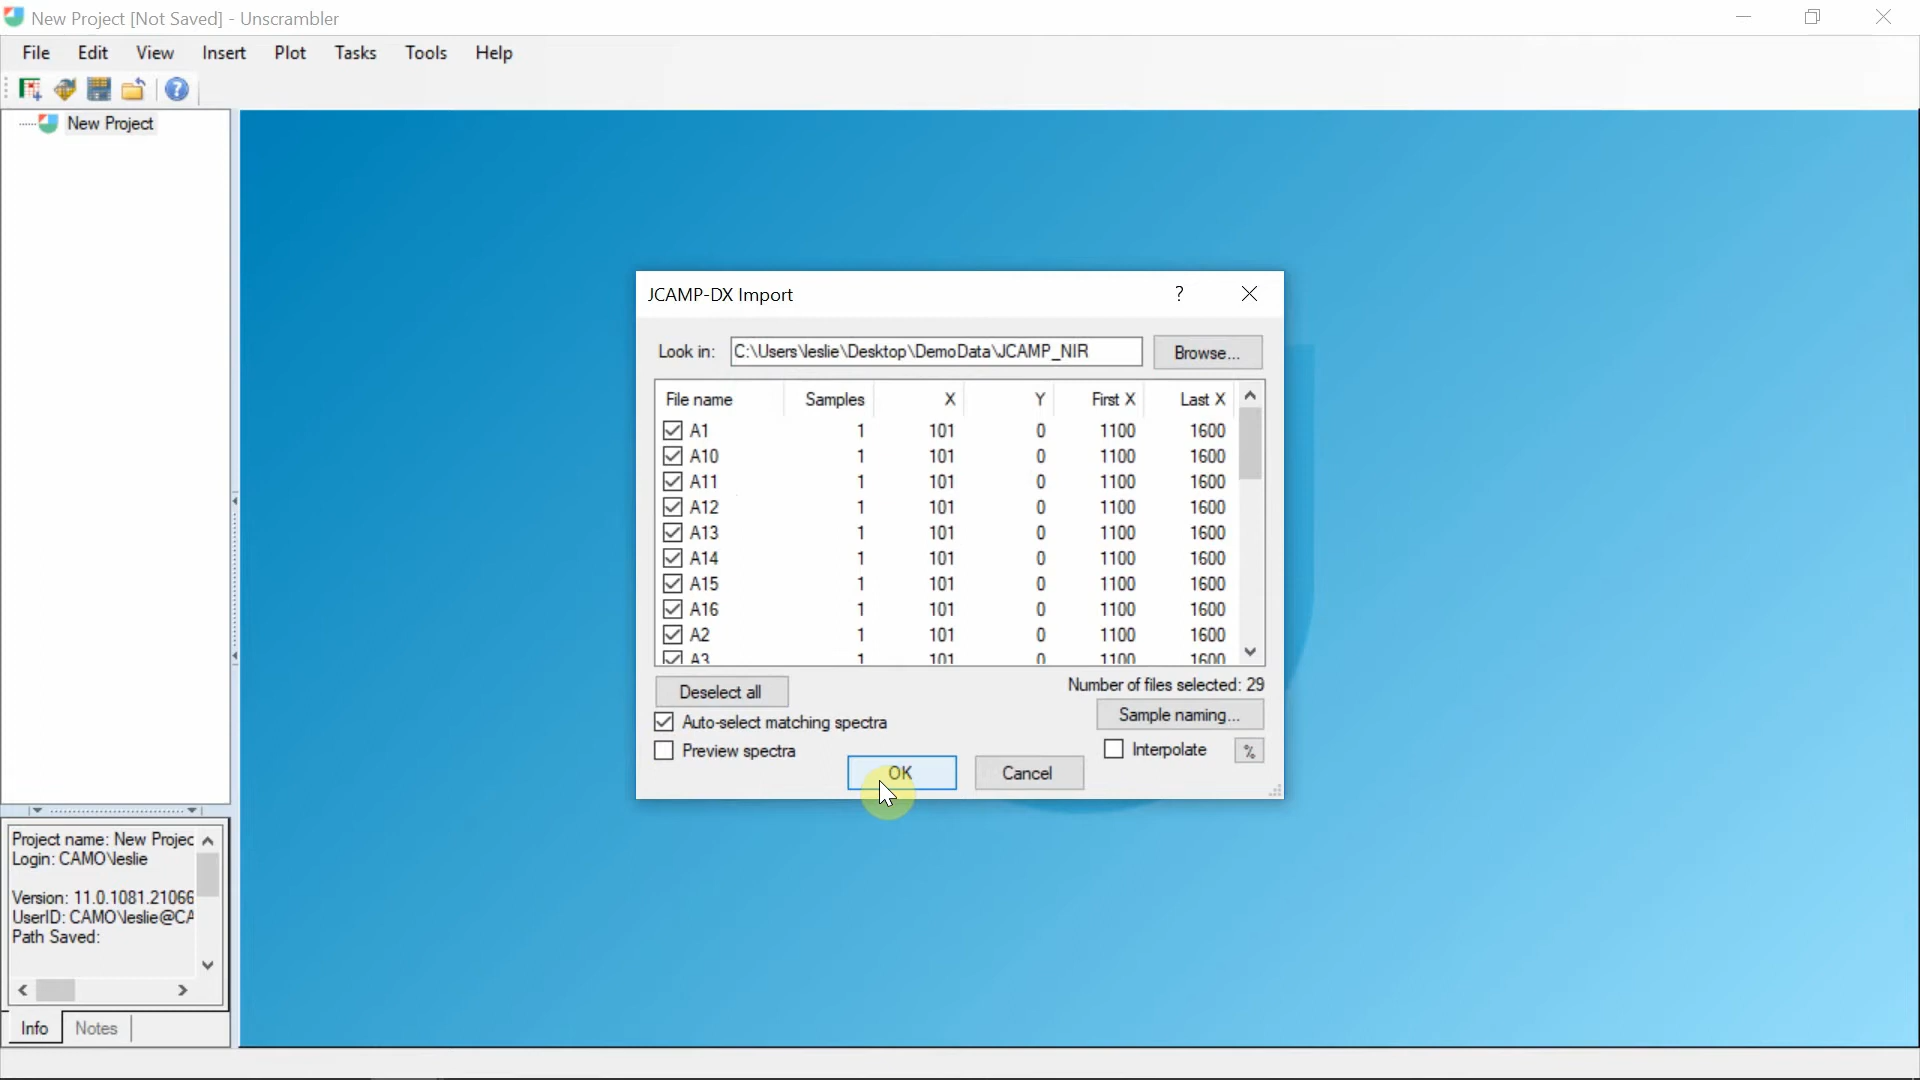 New Project [Not Saved] - Unscrambler
File Edit View Insert Plot Tasks Tools Help
New Project
JCAMP-DX Import ?
Look in: C:\Users\leslie\Desktop\DemoData\JCAMP_NIR Browse...
File name Samples X Y First X Last X
A1 1 101 0 1100 1600
A10 1 101 0 1100 1600
A11 1 101 0 1100 1600
A12 1 101 0 1100 1600
A13 1 101 0 1100 1600
A14 1 101 0 1100 1600
A15 1 101 0 1100 1600
A16 1 101 0 1100 1600
A2 1 101 0 1100 1600
A3 1 101 0 1100 1600
Deselect all Number of files selected: 29
Auto-select matching spectra Sample naming...
Preview spectra Interpolate %
OK Cancel
Project name: New Projec
Login: CAMO\leslie
Version: 11.0.1081.21066
UserID: CAMO\leslie@CA
Path Saved:
Info Notes